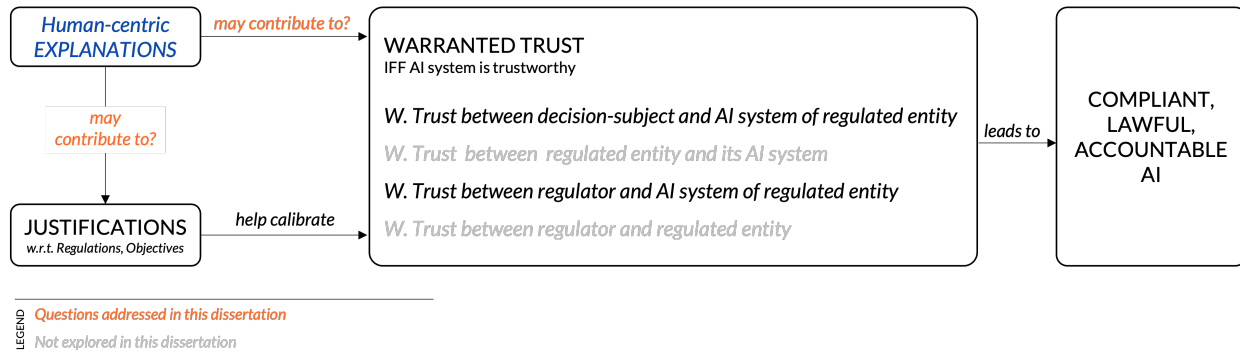 Human-centric
EXPLANATIONS
may contribute to?
may
contribute to?
JUSTIFICATIONS
w.r.t. Regulations, Objectives
help calibrate
WARRANTED TRUST
IFF AI system is trustworthy
W. Trust between decision-subject and AI system of regulated entity
W. Trust between regulated entity and its AI system
W. Trust between regulator and AI system of regulated entity
W. Trust between regulator and regulated entity
leads to
COMPLIANT,
LAWFUL,
ACCOUNTABLE
AI
LEGEND
Questions addressed in this dissertation
Not explored in this dissertation